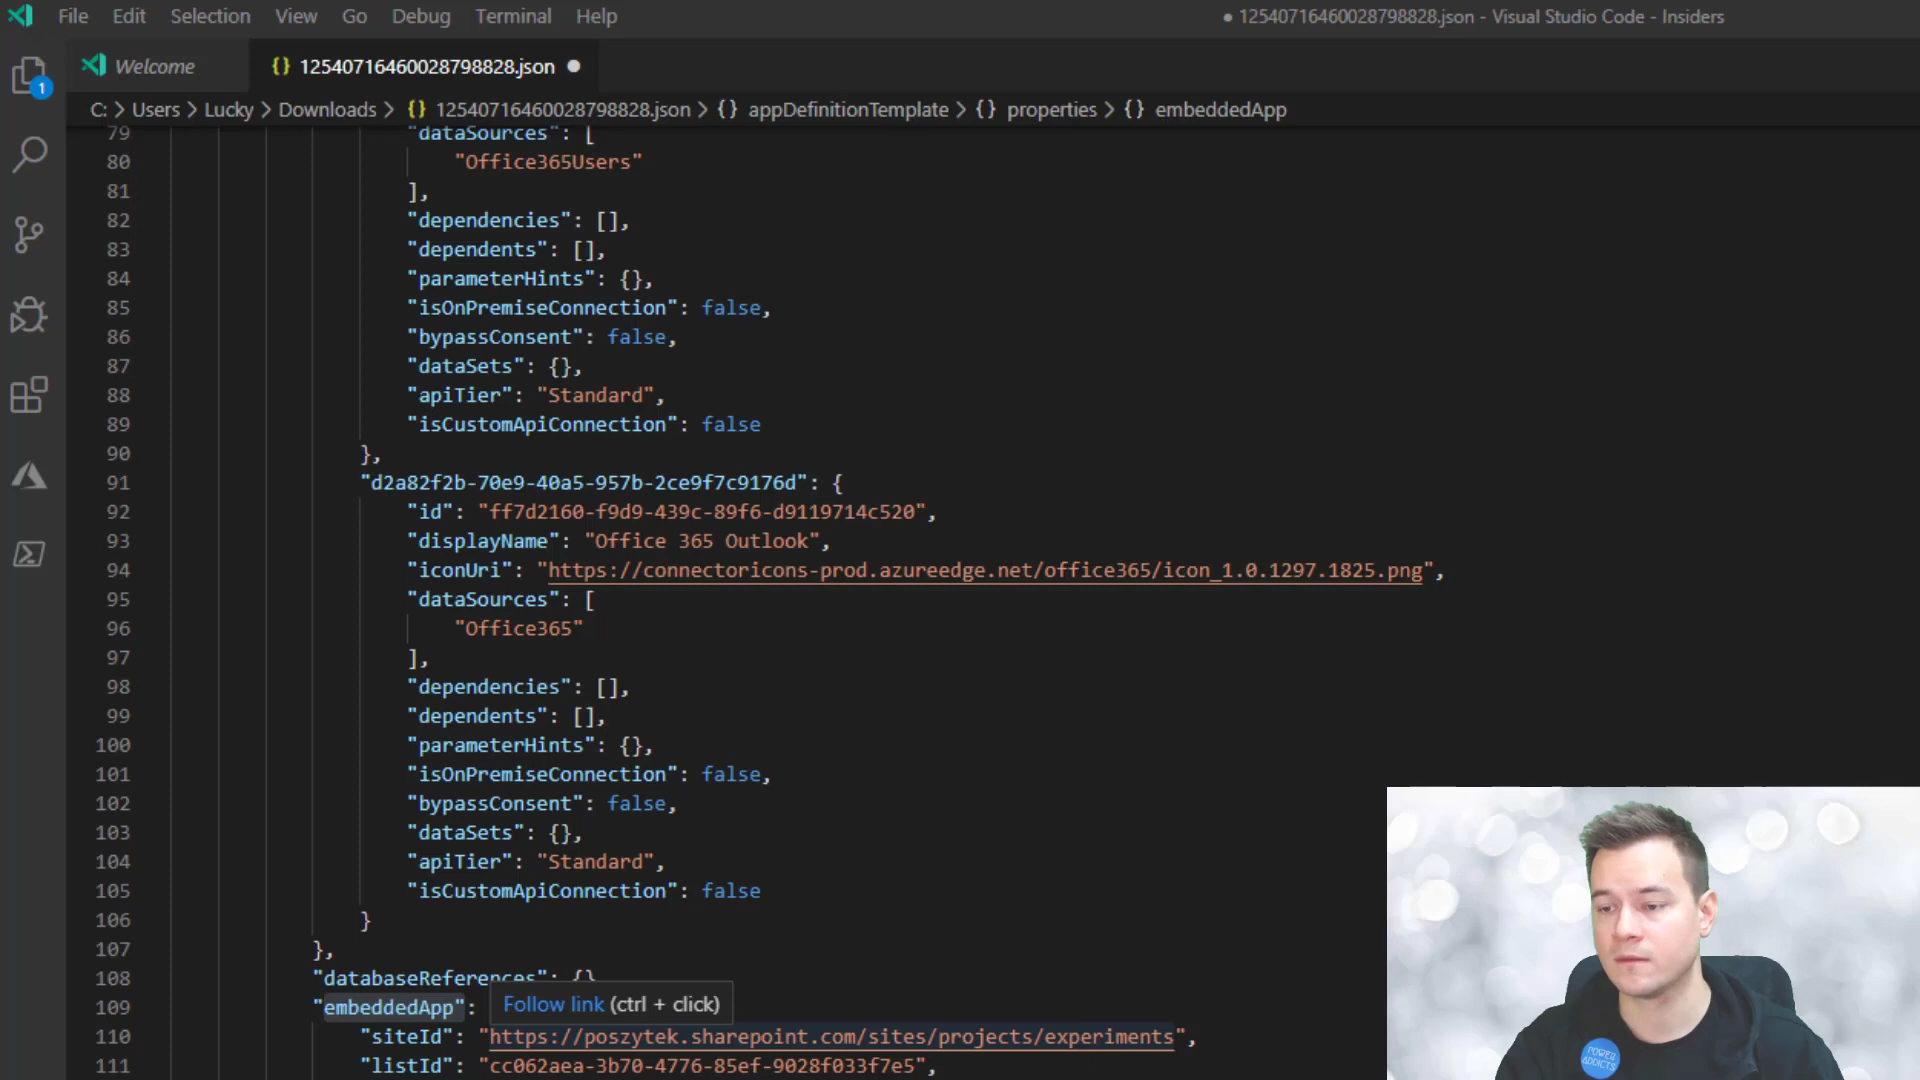 File Edit Selection View Go Debug Terminal Help
● 12540716460028798828.json - Visual Studio Code - Insiders
1
Welcome
{} 12540716460028798828.json ●
C: > Users > Lucky > Downloads > {} 12540716460028798828.json > {} appDefinitionTemplate > {} properties > {} embeddedApp
79 "dataSources": [
80 "Office365Users"
81 ],
82 "dependencies": [],
83 "dependents": [],
84 "parameterHints": {},
85 "isOnPremiseConnection": false,
86 "bypassConsent": false,
87 "dataSets": {},
88 "apiTier": "Standard",
89 "isCustomApiConnection": false
90 },
91 "d2a82f2b-70e9-40a5-957b-2ce9f7c9176d": {
92 "id": "ff7d2160-f9d9-439c-89f6-d9119714c520",
93 "displayName": "Office 365 Outlook",
94 "iconUri": "https://connectoricons-prod.azureedge.net/office365/icon_1.0.1297.1825.png",
95 "dataSources": [
96 "Office365"
97 ],
98 "dependencies": [],
99 "dependents": [],
100 "parameterHints": {},
101 "isOnPremiseConnection": false,
102 "bypassConsent": false,
103 "dataSets": {},
104 "apiTier": "Standard",
105 "isCustomApiConnection": false
106 }
107 },
108 "databaseReferences": {}
109 "embeddedApp":
Follow link (ctrl + click)
110 "siteId": "https://poszytek.sharepoint.com/sites/projects/experiments",
111 "listId": "cc062aea-3b70-4776-85ef-9028f033f7e5",
POWER
ADDICTS